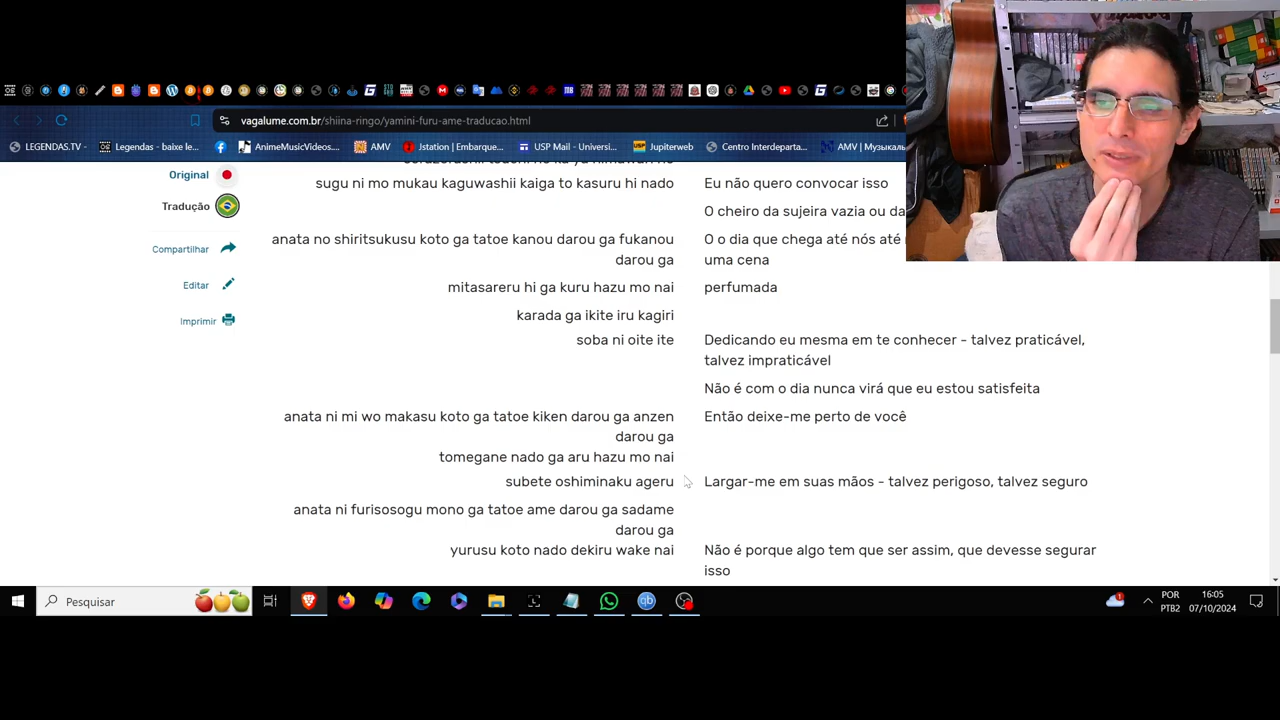 vagalume.com.br/shiina-ringo/yamini-furu-ame-traducao.html
LEGENDAS.TV
Legendas - baixe le...
AnimeMusicVideos...
AMV
Jstation | Embarque...
USP Mail - Universi...
Jupiterweb
Centro Interdeparta...
Original
Tradução
Compartilhar
Editar
Imprimir
sugu ni mo mukau kaguwashii kaiga to kasuru hi nado
anata no shiritsukusu koto ga tatoe kanou darou ga fukanou
darou ga
mitasareru hi ga kuru hazu mo nai
karada ga ikite iru kagiri
soba ni oite ite
anata ni mi wo makasu koto ga tatoe kiken darou ga anzen
darou ga
tomegane nado ga aru hazu mo nai
subete oshiminaku ageru
anata ni furisosogu mono ga tatoe ame darou ga sadame
darou ga
yurusu koto nado dekiru wake nai
Eu não quero convocar isso
O cheiro da sujeira vazia ou da
O o dia que chega até nós até
uma cena
perfumada
Dedicando eu mesma em te conhecer - talvez praticável,
talvez impraticável
Não é com o dia nunca virá que eu estou satisfeita
Então deixe-me perto de você
Largar-me em suas mãos - talvez perigoso, talvez seguro
Não é porque algo tem que ser assim, que devesse segurar
isso
Pesquisar
POR
PTB2
16:05
07/10/2024